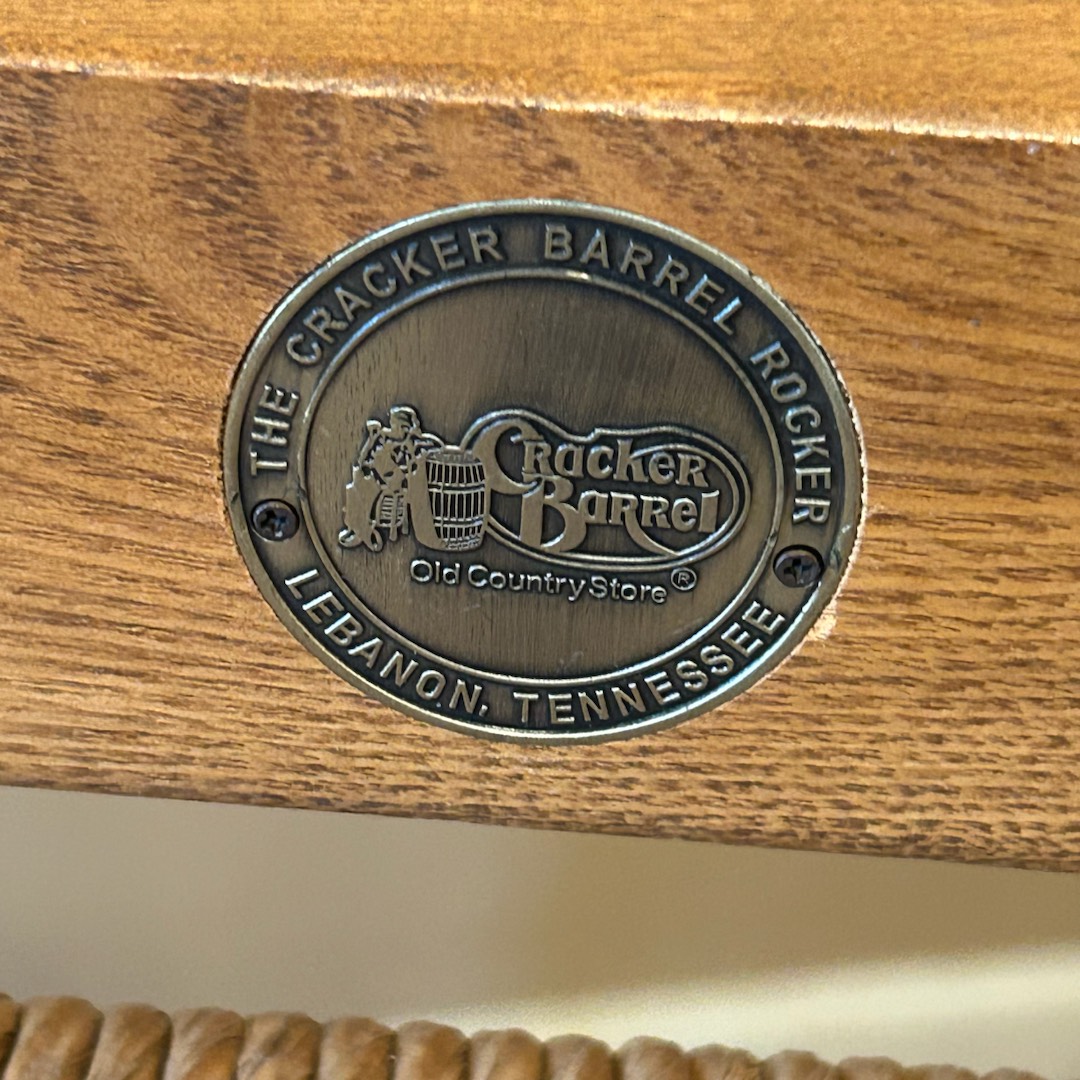 THE CRACKER BARREL ROCKER
Cracker
Barrel
Old Country Store®
LEBANON, TENNESSEE